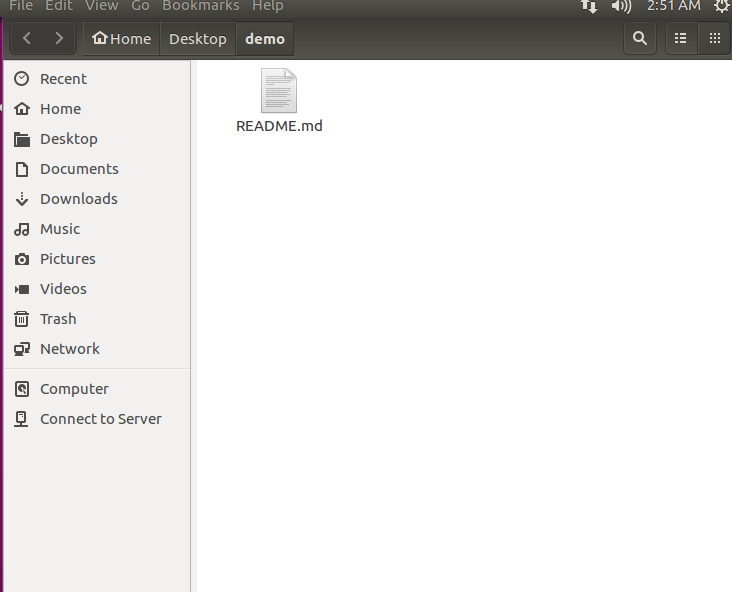 File Edit View Go Bookmarks Help 2:51 AM
Home Desktop demo
Recent
Home
Desktop
Documents
Downloads
Music
Pictures
Videos
Trash
Network
Computer
Connect to Server
README.md